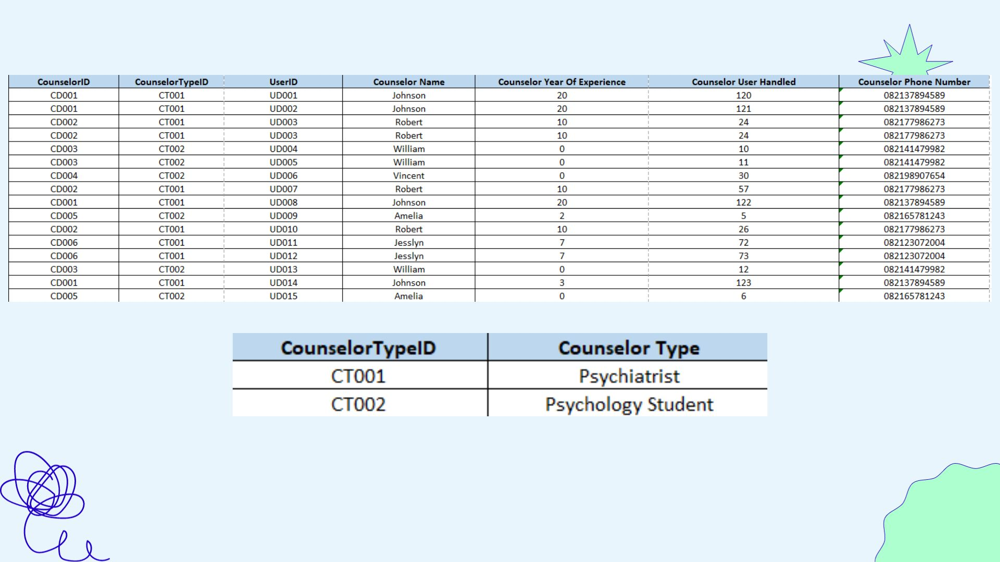 CounselorID CounselorTypeID UserID Counselor Name Counselor Year Of Experience Counselor User Handled Counselor Phone Number
CD001 CT001 UD001 Johnson 20 120 082137894589
CD001 CT001 UD002 Johnson 20 121 082137894589
CD002 CT001 UD003 Robert 10 24 082177986273
CD002 CT001 UD003 Robert 10 24 082177986273
CD003 CT002 UD004 William 0 10 082141479982
CD003 CT002 UD005 William 0 11 082141479982
CD004 CT002 UD006 Vincent 0 30 082198907654
CD002 CT001 UD007 Robert 10 57 082177986273
CD001 CT001 UD008 Johnson 20 122 082137894589
CD005 CT002 UD009 Amelia 2 5 082165781243
CD002 CT001 UD010 Robert 10 26 082177986273
CD006 CT001 UD011 Jesslyn 7 72 082123072004
CD006 CT001 UD012 Jesslyn 7 73 082123072004
CD003 CT002 UD013 William 0 12 082141479982
CD001 CT001 UD014 Johnson 3 123 082137894589
CD005 CT002 UD015 Amelia 0 6 082165781243
CounselorTypeID Counselor Type
CT001 Psychiatrist
CT002 Psychology Student